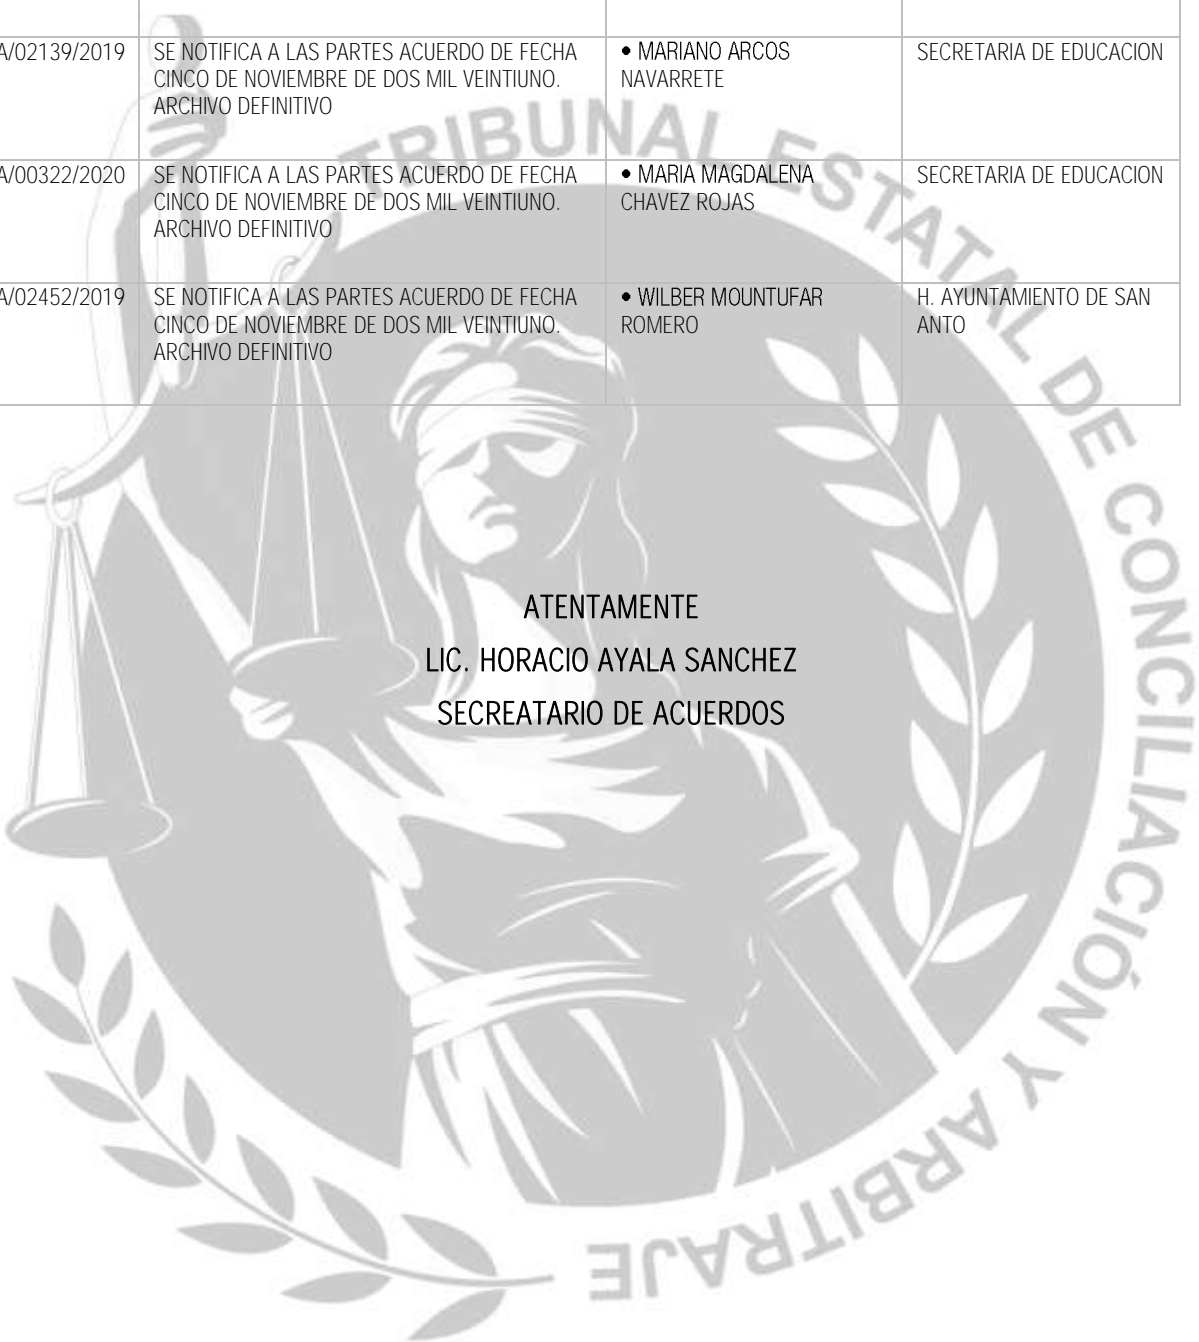 A/02139/2019 SE NOTIFICA A LAS PARTES ACUERDO DE FECHA • MARIANO ARCOS SECRETARIA DE EDUCACION
CINCO DE NOVIEMBRE DE DOS MIL VEINTIUNO. NAVARRETE
ARCHIVO DEFINITIVO
A/00322/2020 SE NOTIFICA A LAS PARTES ACUERDO DE FECHA • MARIA MAGDALENA SECRETARIA DE EDUCACION
CINCO DE NOVIEMBRE DE DOS MIL VEINTIUNO. CHAVEZ ROJAS
ARCHIVO DEFINITIVO
A/02452/2019 SE NOTIFICA A LAS PARTES ACUERDO DE FECHA • WILBER MOUNTUFAR H. AYUNTAMIENTO DE SAN
CINCO DE NOVIEMBRE DE DOS MIL VEINTIUNO. ROMERO ANTO
ARCHIVO DEFINITIVO
ATENTAMENTE
LIC. HORACIO AYALA SANCHEZ
SECREATARIO DE ACUERDOS
TRIBUNAL ESTATAL DE CONCILIACIÓN Y ARBITRAJE